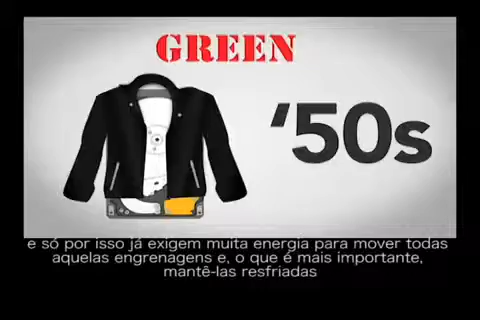 GREEN
‘50s
e só por isso já exigem muita energia para mover todas
aquelas engrenagens e, o que é mais importante,
mantê-las resfriadas